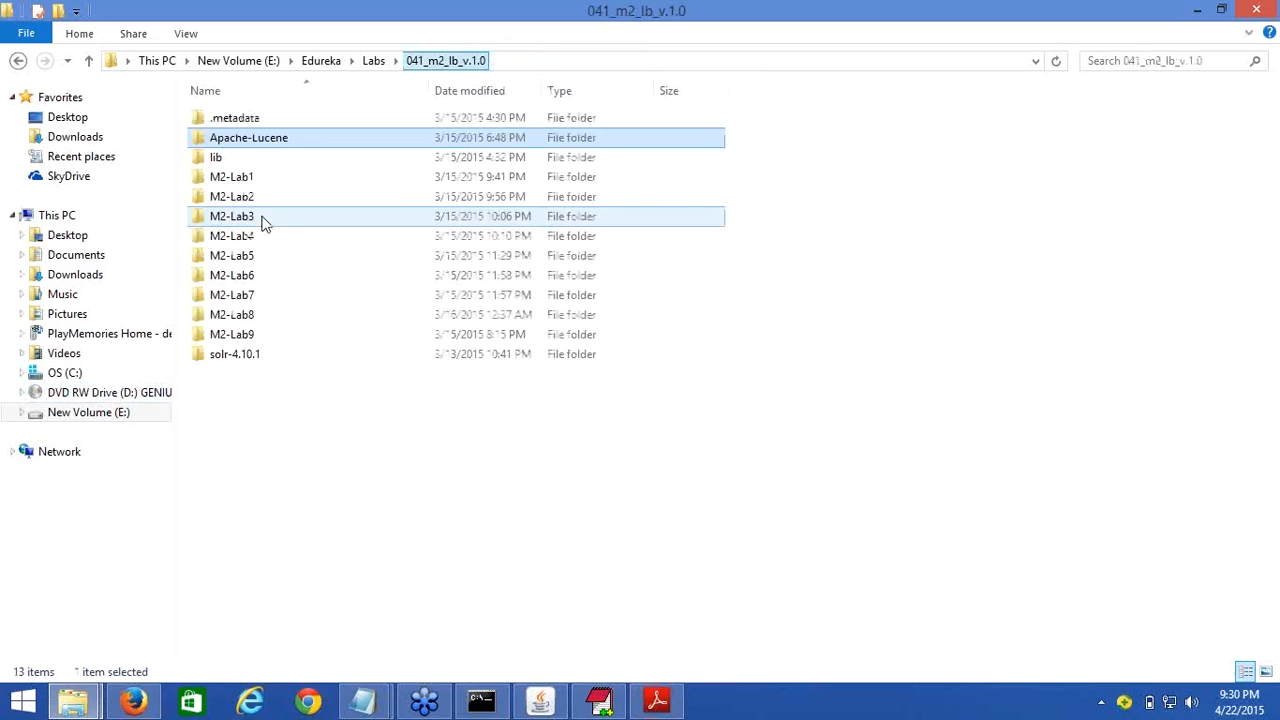 041_m2_lb_v.1.0
File Home Share View
This PC New Volume (E:) Edureka Labs 041_m2_lb_v.1.0 Search 041_m2_lb_v.1.0
Name Date modified Type Size
Favorites
Desktop
Downloads
Recent places
SkyDrive
This PC
Desktop
Documents
Downloads
Music
Pictures
PlayMemories Home - de
Videos
OS (C:)
DVD RW Drive (D:) GENIU
New Volume (E:)
Network
.metadata 3/15/2015 4:30 PM File folder
Apache-Lucene 3/15/2015 6:48 PM File folder
lib 3/15/2015 4:32 PM File folder
M2-Lab1 3/15/2015 9:41 PM File folder
M2-Lab2 3/15/2015 9:56 PM File folder
M2-Lab3 3/15/2015 10:06 PM File folder
M2-Lab4 3/15/2015 10:10 PM File folder
M2-Lab5 3/15/2015 11:29 PM File folder
M2-Lab6 3/15/2015 11:58 PM File folder
M2-Lab7 3/15/2015 11:57 PM File folder
M2-Lab8 3/16/2015 12:37 AM File folder
M2-Lab9 3/15/2015 8:15 PM File folder
solr-4.10.1 3/13/2015 10:41 PM File folder
13 items 1 item selected
9:30 PM
4/22/2015